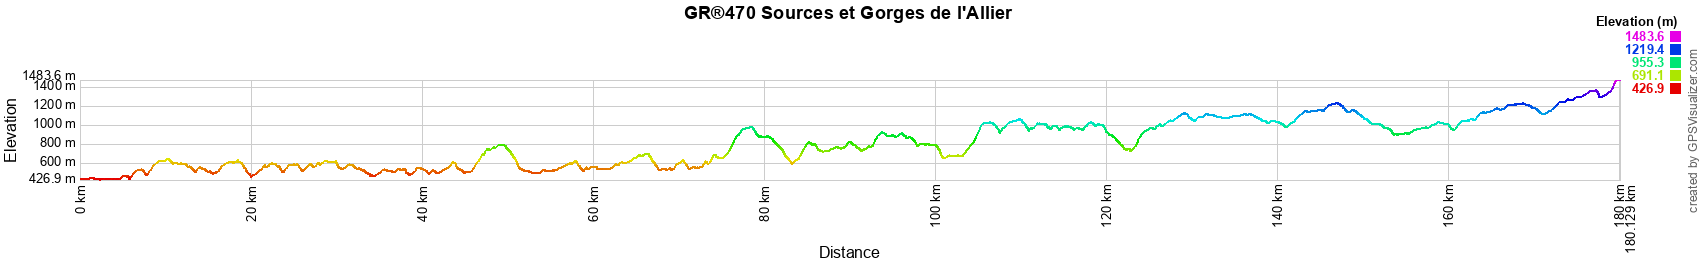 GR®470 Sources et Gorges de l'Allier
Elevation (m)
1483.6
1219.4
955.3
691.1
426.9
1483.6 m
1400 m
1200 m
1000 m
800 m
600 m
426.9 m
Elevation
0 km
20 km
40 km
60 km
80 km
100 km
120 km
140 km
160 km
180 km
180.129 km
Distance
created by GPSVisualizer.com